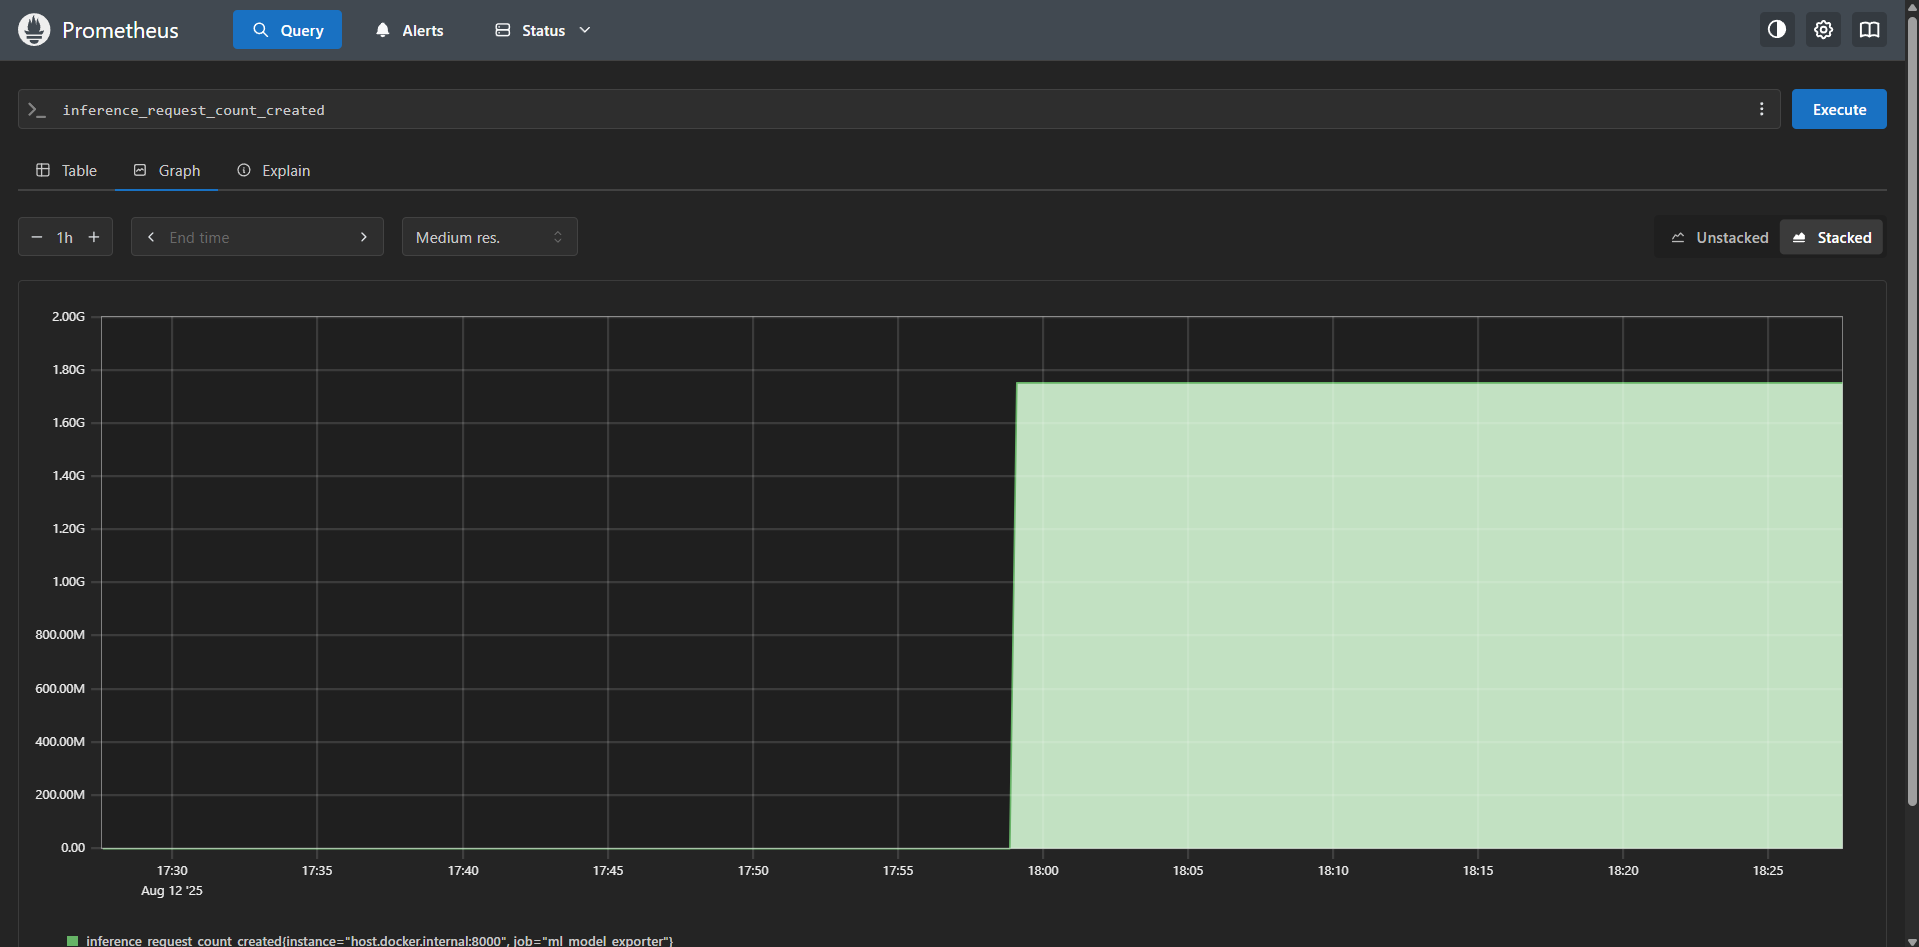 Prometheus Query Alerts Status
inference_request_count_created
Execute
Table Graph Explain
1h End time Medium res. Unstacked Stacked
2.00G
1.80G
1.60G
1.40G
1.20G
1.00G
800.00M
600.00M
400.00M
200.00M
0.00
17:30 17:35 17:40 17:45 17:50 17:55 18:00 18:05 18:10 18:15 18:20 18:25
Aug 12 '25
inference_request_count_created{instance="host.docker.internal:8000", job="ml_model_exporter"}